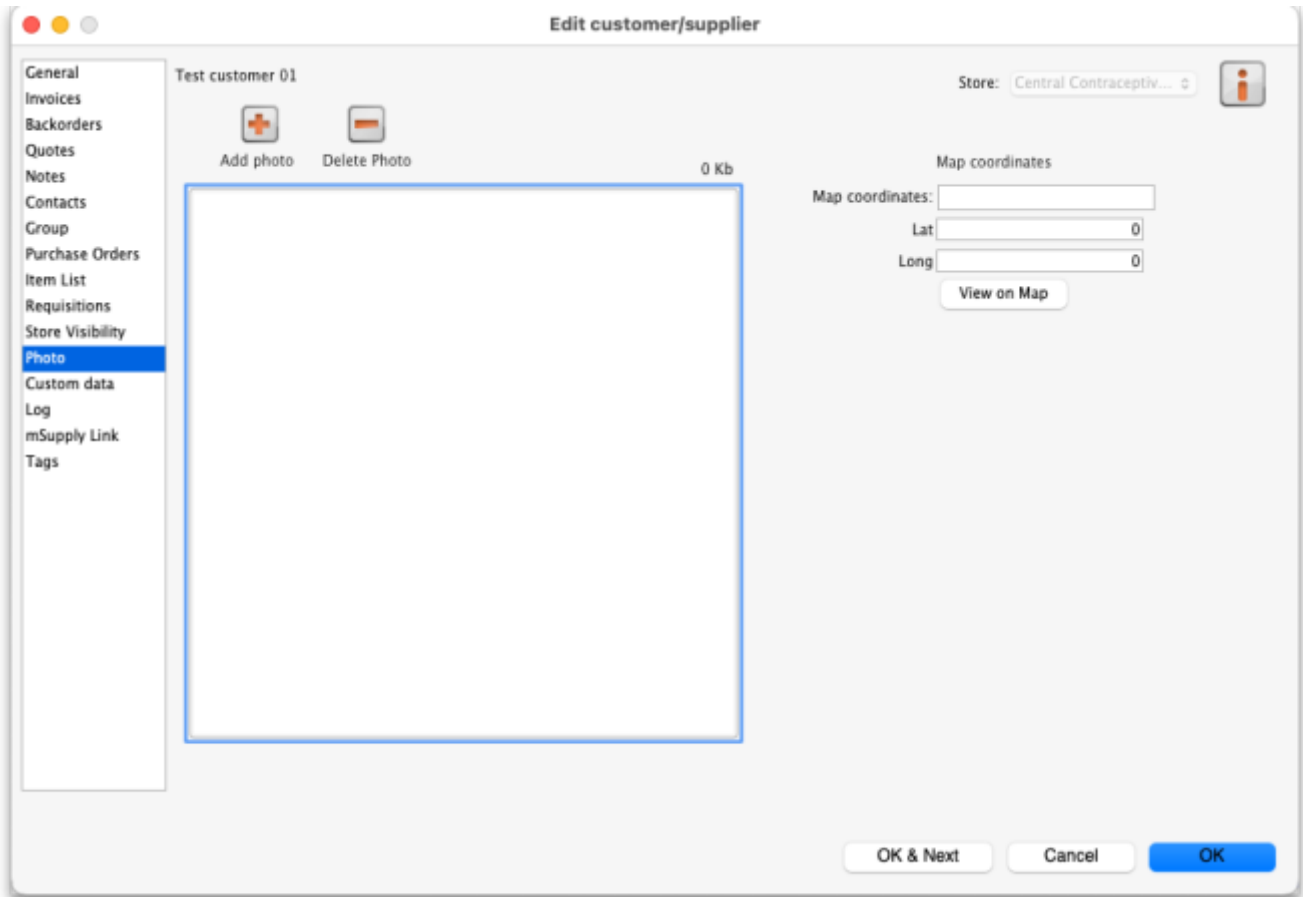 Edit customer/supplier
General
Invoices
Backorders
Quotes
Notes
Contacts
Group
Purchase Orders
Item List
Requisitions
Store Visibility
Photo
Custom data
Log
mSupply Link
Tags
Test customer 01
Store: Central Contraceptiv...
Add photo Delete Photo
0 Kb
Map coordinates
Map coordinates:
Lat 0
Long 0
View on Map
OK & Next Cancel OK